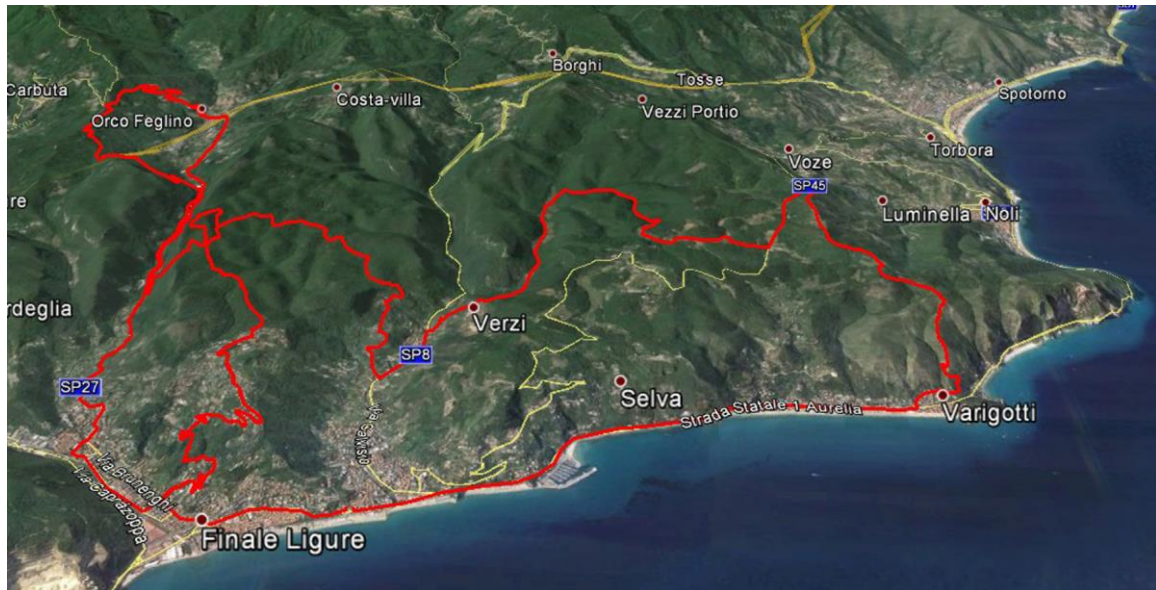 Borghi
Tosse
Carbuta
Costa-villa
Spotorno
Vezzi Portio
Orco Feglino
Torbora
Voze
SP45
Luminella
Noli
ire
rdeglia
Verzi
SP8
SP27
Selva
Strada Statale 1 Aurelia
Varigotti
Via Calvisio
Via Brunenghi
Via Caprazoppa
Finale Ligure